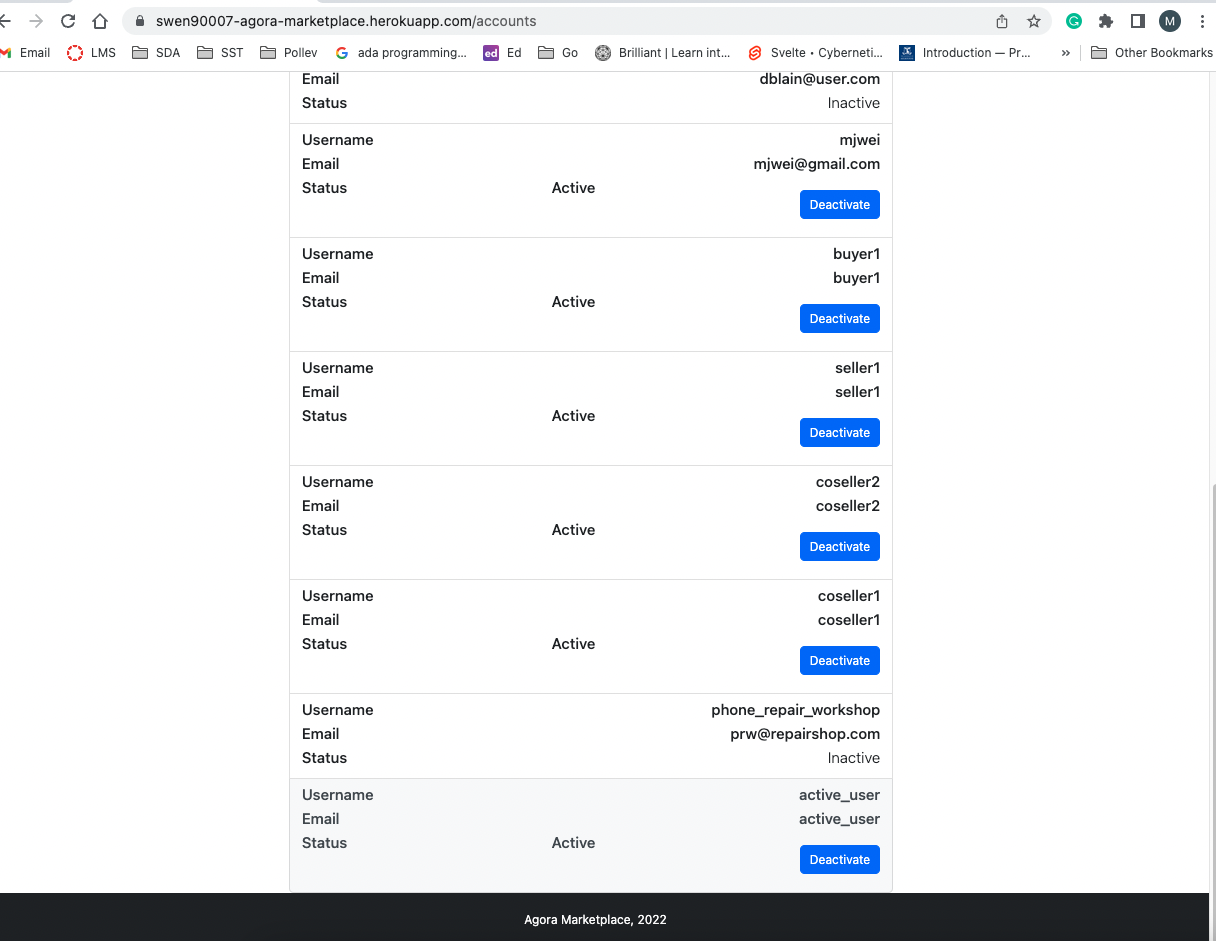 swen90007-agora-marketplace.herokuapp.com/accounts
M
Email LMS SDA SST Pollev ada programming... ed Ed Go Brilliant | Learn int... Svelte • Cyberneti... Introduction — Pr... » Other Bookmarks
Email dblain@user.com
Status Inactive
Username mjwei
Email mjwei@gmail.com
Status Active
Deactivate
Username buyer1
Email buyer1
Status Active
Deactivate
Username seller1
Email seller1
Status Active
Deactivate
Username coseller2
Email coseller2
Status Active
Deactivate
Username coseller1
Email coseller1
Status Active
Deactivate
Username phone_repair_workshop
Email prw@repairshop.com
Status Inactive
Username active_user
Email active_user
Status Active
Deactivate
Agora Marketplace, 2022